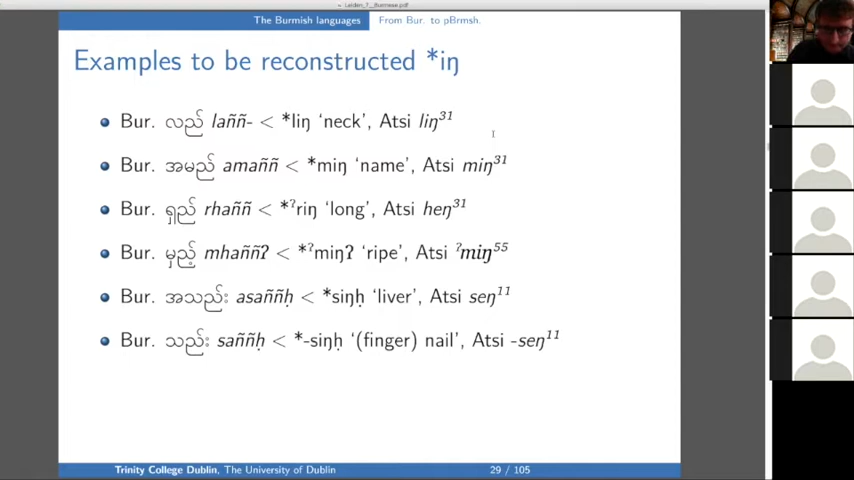 Leiden_7__Burmese.pdf
The Burmish languages From Bur. to pBrmsh.
Examples to be reconstructed *iŋ
Bur. လည် laññ- < *liŋ ‘neck’, Atsi liŋ³¹
Bur. အမည် amaññ < *miŋ ‘name’, Atsi miŋ³¹
Bur. ရှည် rhaññ < *ˀriŋ ‘long’, Atsi heŋ³¹
Bur. မှည့် mhaññʔ < *ˀmiŋʔ ‘ripe’, Atsi ˀmiŋ⁵⁵
Bur. အသည်း asaññḥ < *siŋḥ ‘liver’, Atsi seŋ¹¹
Bur. သည်း saññḥ < *-siŋḥ ‘(finger) nail’, Atsi -seŋ¹¹
Trinity College Dublin, The University of Dublin 29 / 105